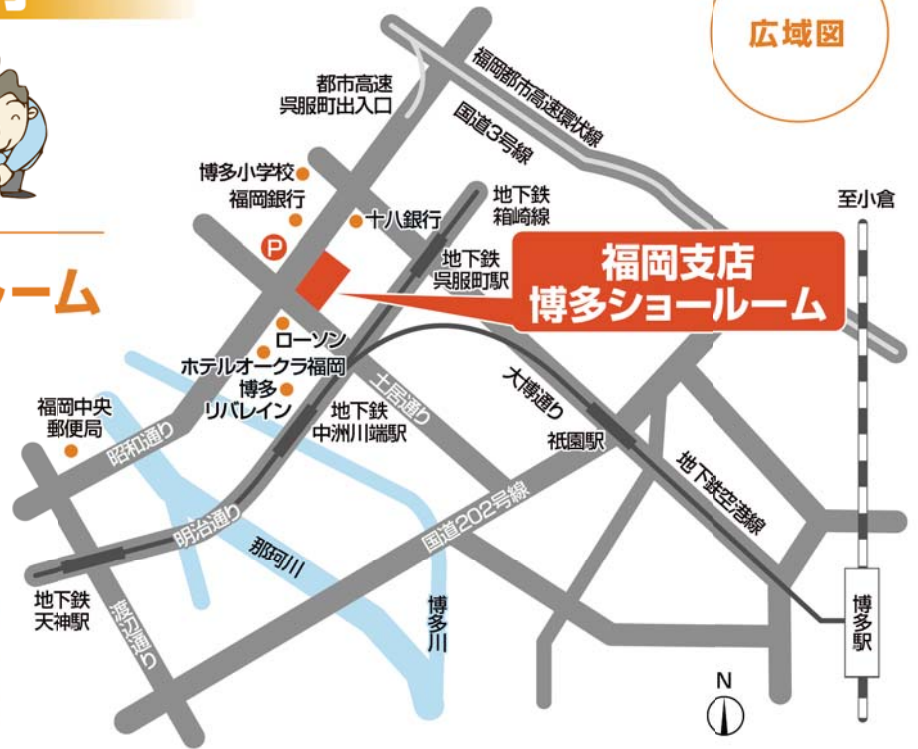 広域図
都市高速
呉服町出入口
福岡都市高速環状線
国道3号線
博多小学校
福岡銀行
十八銀行
地下鉄
箱崎線
至小倉
P
地下鉄
呉服町駅
福岡支店
博多ショールーム
ルーム
ローソン
ホテルオークラ福岡
博多
リバレイン
土居通り
大博通り
福岡中央
郵便局
地下鉄
中洲川端駅
祇園駅
昭和通り
地下鉄空港線
国道202号線
明治通り
那珂川
地下鉄
天神駅
渡辺通り
博多川
博多駅
N